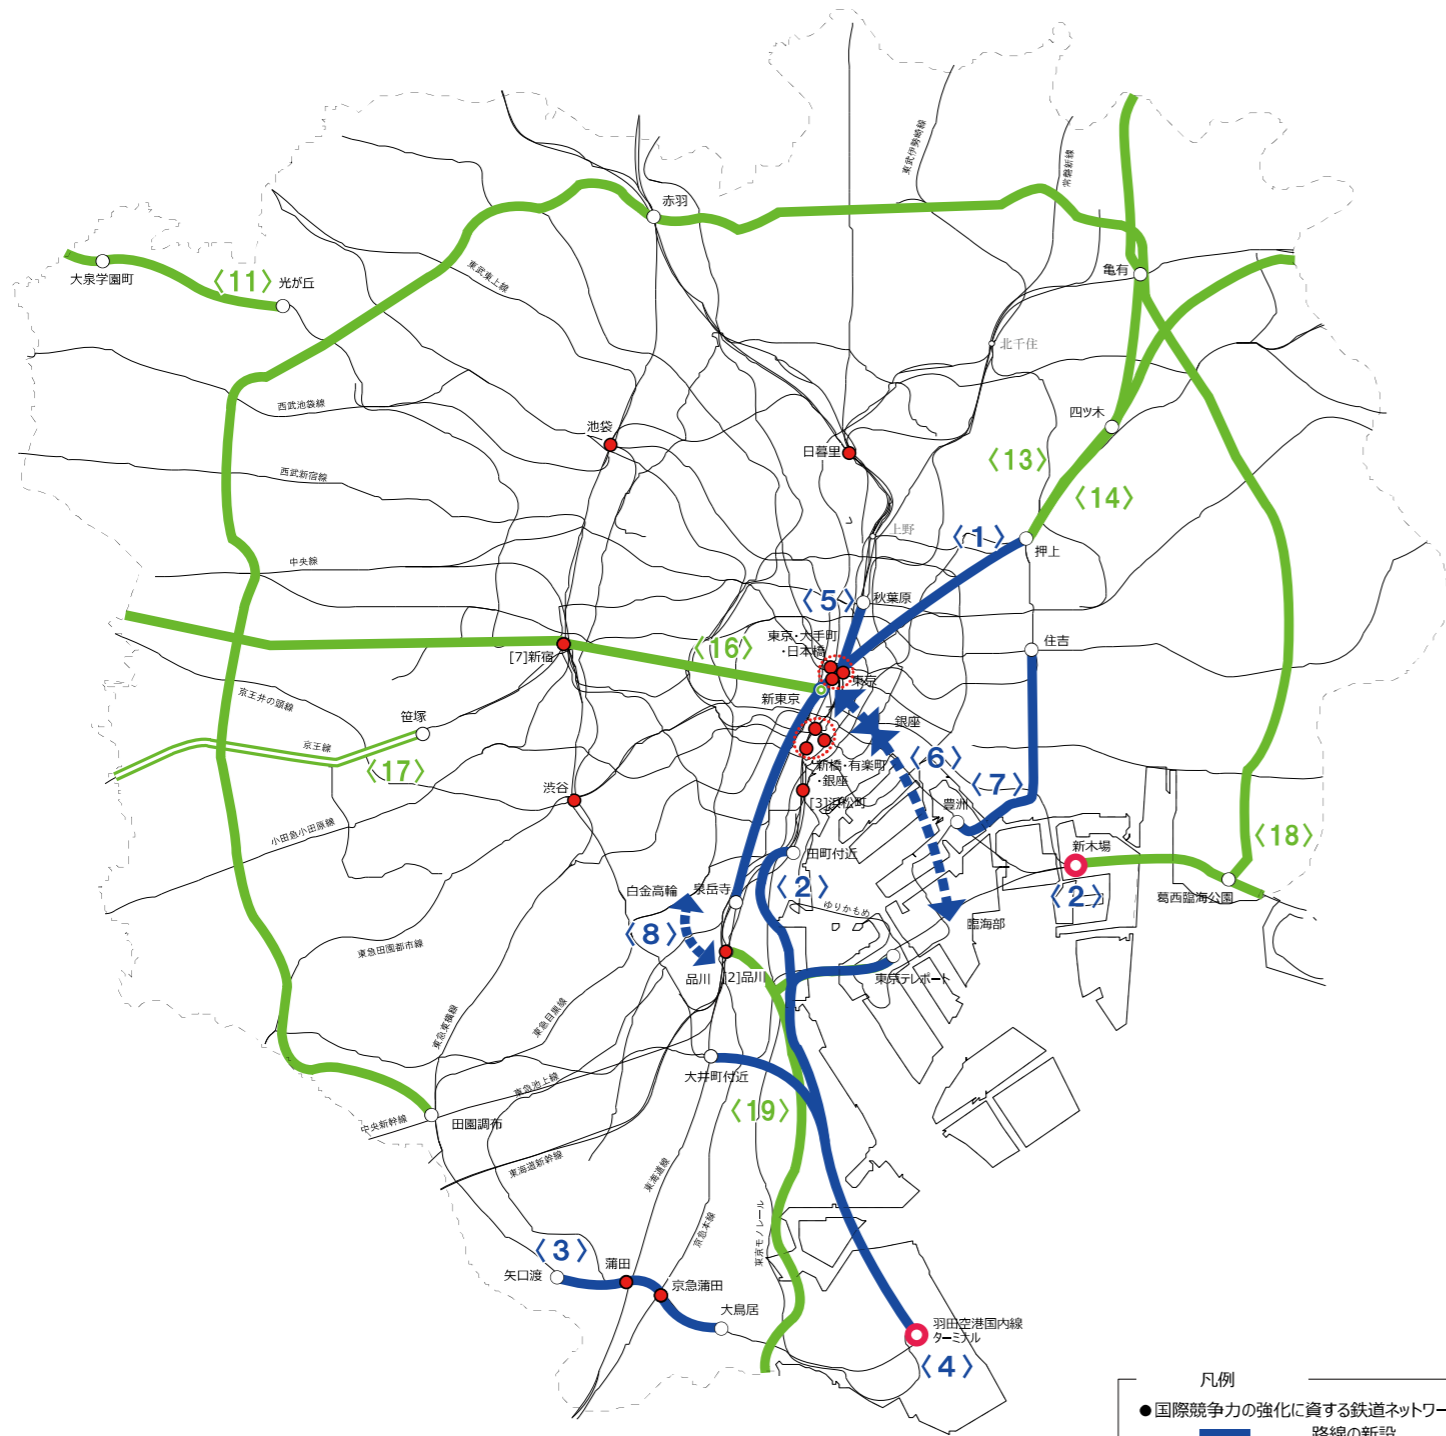 東武伊勢崎線
常磐新線
赤羽
大泉学園町
〈11〉
光が丘
東武東上線
亀有
北千住
西武池袋線
四ツ木
池袋
日暮里
〈13〉
西武新宿線
〈14〉
上野
〈1〉
押上
中央線
〈5〉
秋葉原
東京・大手町
・日本橋
住吉
〈16〉
[7]新宿
東京
新東京
京王井の頭線
笹塚
銀座
京王線
〈17〉
〈6〉
新橋・有楽町
・銀座
〈7〉
渋谷
[3]浜松町
豊洲
小田急小田原線
〈18〉
新木場
田町付近
〈2〉
〈2〉
白金高輪
泉岳寺
葛西臨海公園
ゆりかもめ
臨海部
〈8〉
東急田園都市線
品川
[2]品川
東京テレポート
東急東横線
東急目黒線
大井町付近
東急池上線
〈19〉
中央新幹線
田園調布
東海道新幹線
東海道線
京急本線
東京モノレール
〈3〉
矢口渡
蒲田
京急蒲田
大鳥居
羽田空港国内線
ターミナル
〈4〉
凡例
●国際競争力の強化に資する鉄道ネットワー
路線の新設